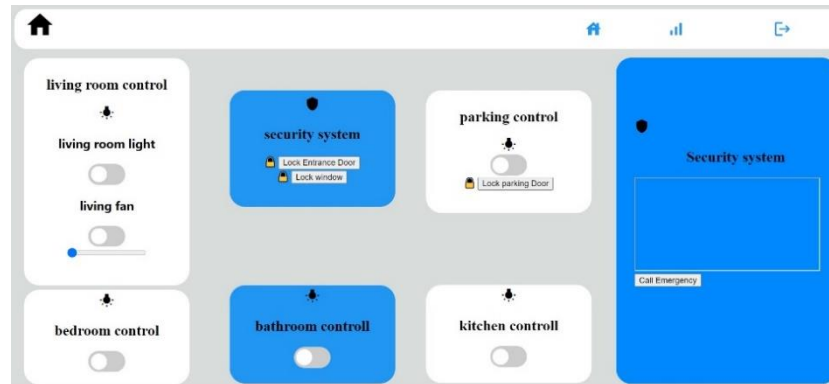 living room control
living room light
living fan
security system
Lock Entrance Door
Lock window
parking control
Lock parking Door
Security system
Call Emergency
bedroom control
bathroom controll
kitchen controll